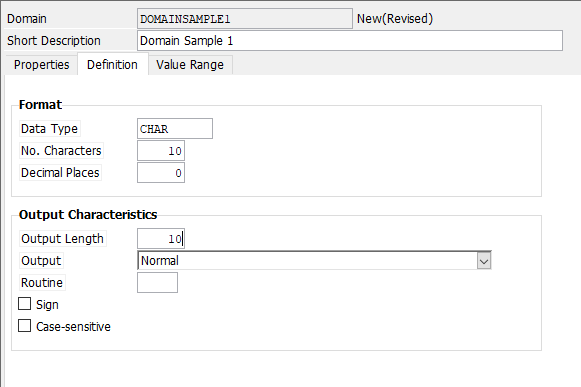 Domain DOMAINSAMPLE1 New(Revised)
Short Description Domain Sample 1
Properties Definition Value Range
Format
Data Type CHAR
No. Characters 10
Decimal Places 0
Output Characteristics
Output Length 10
Output Normal
Routine
Sign
Case-sensitive